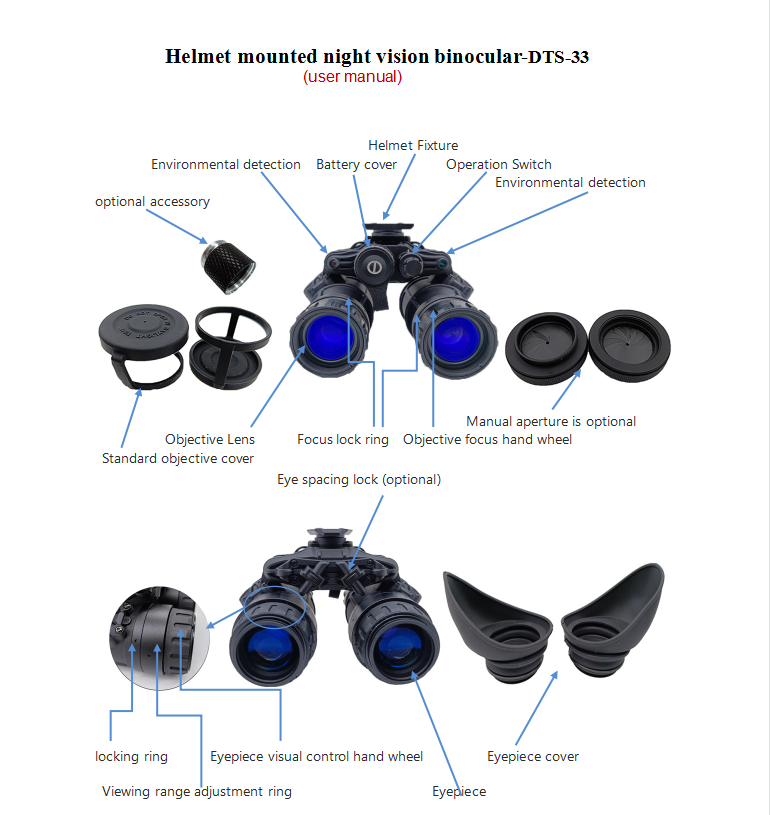 Helmet mounted night vision binocular-DTS-33
(user manual)
Helmet Fixture
Environmental detection Battery cover Operation Switch
Environmental detection
optional accessory
Manual aperture is optional
Objective Lens Focus lock ring Objective focus hand wheel
Standard objective cover
Eye spacing lock (optional)
locking ring Eyepiece visual control hand wheel Eyepiece cover
Viewing range adjustment ring Eyepiece